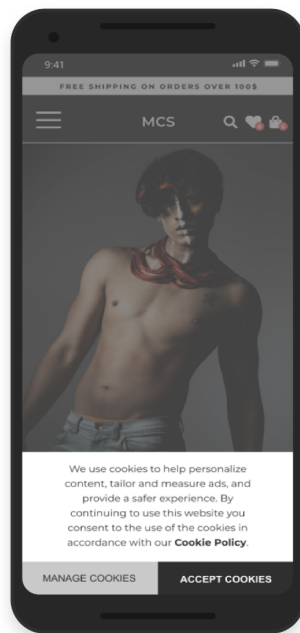 9:41
FREE SHIPPING ON ORDERS OVER 100$
MCS
We use cookies to help personalize
content, tailor and measure ads, and
provide a safer experience. By
continuing to use this website you
consent to the use of the cookies in
accordance with our Cookie Policy.
MANAGE COOKIES
ACCEPT COOKIES